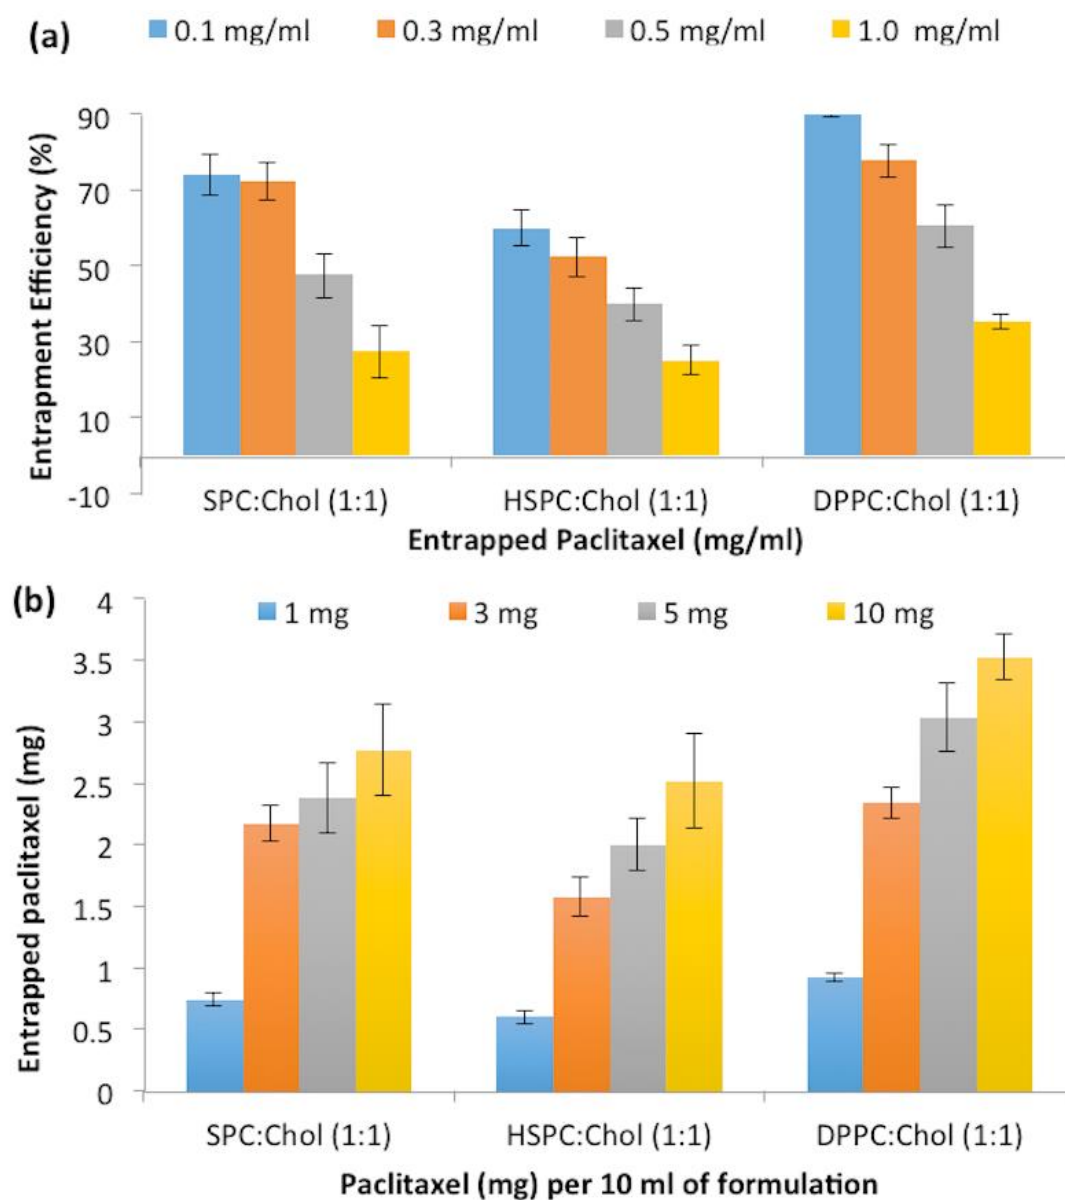 (a)
0.1 mg/ml 0.3 mg/ml 0.5 mg/ml 1.0 mg/ml
Entrapment Efficiency (%)
90
70
50
30
10
-10
SPC:Chol (1:1) HSPC:Chol (1:1) DPPC:Chol (1:1)
Entrapped Paclitaxel (mg/ml)
(b)
1 mg 3 mg 5 mg 10 mg
Entrapped paclitaxel (mg)
4
3.5
3
2.5
2
1.5
1
0.5
0
SPC:Chol (1:1) HSPC:Chol (1:1) DPPC:Chol (1:1)
Paclitaxel (mg) per 10 ml of formulation